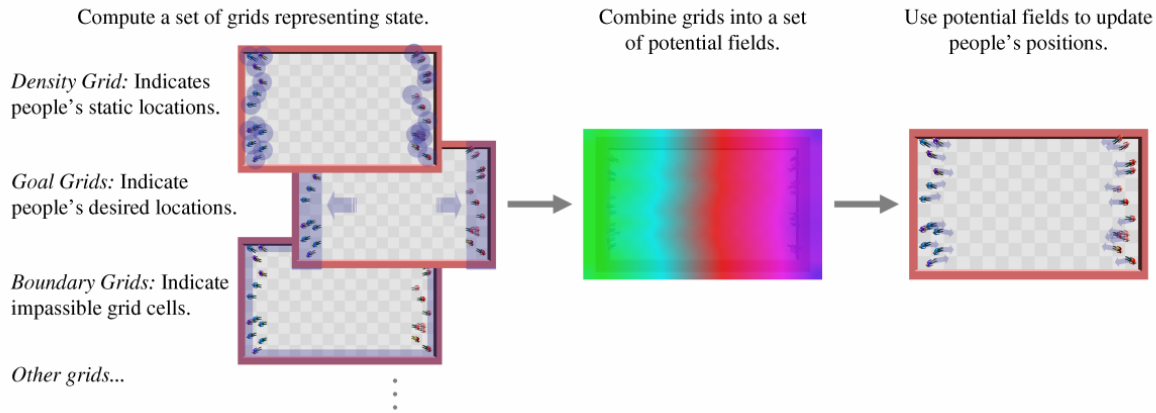 Compute a set of grids representing state.
Combine grids into a set
of potential fields.
Use potential fields to update
people's positions.
Density Grid: Indicates
people's static locations.
Goal Grids: Indicate
people's desired locations.
Boundary Grids: Indicate
impassible grid cells.
Other grids...